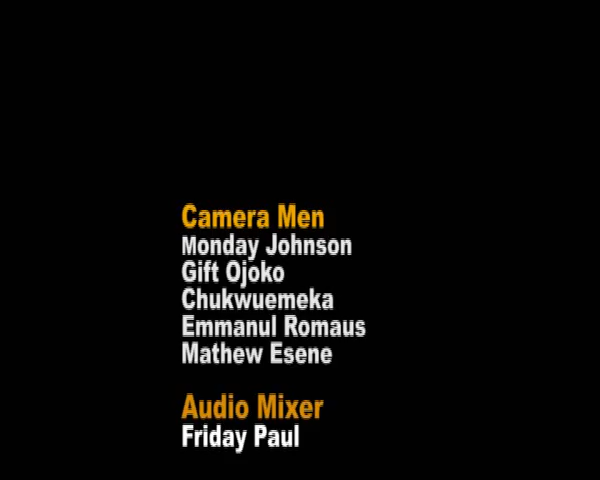 Camera Men
Monday Johnson
Gift Ojoko
Chukwuemeka
Emmanul Romaus
Mathew Esene
Audio Mixer
Friday Paul